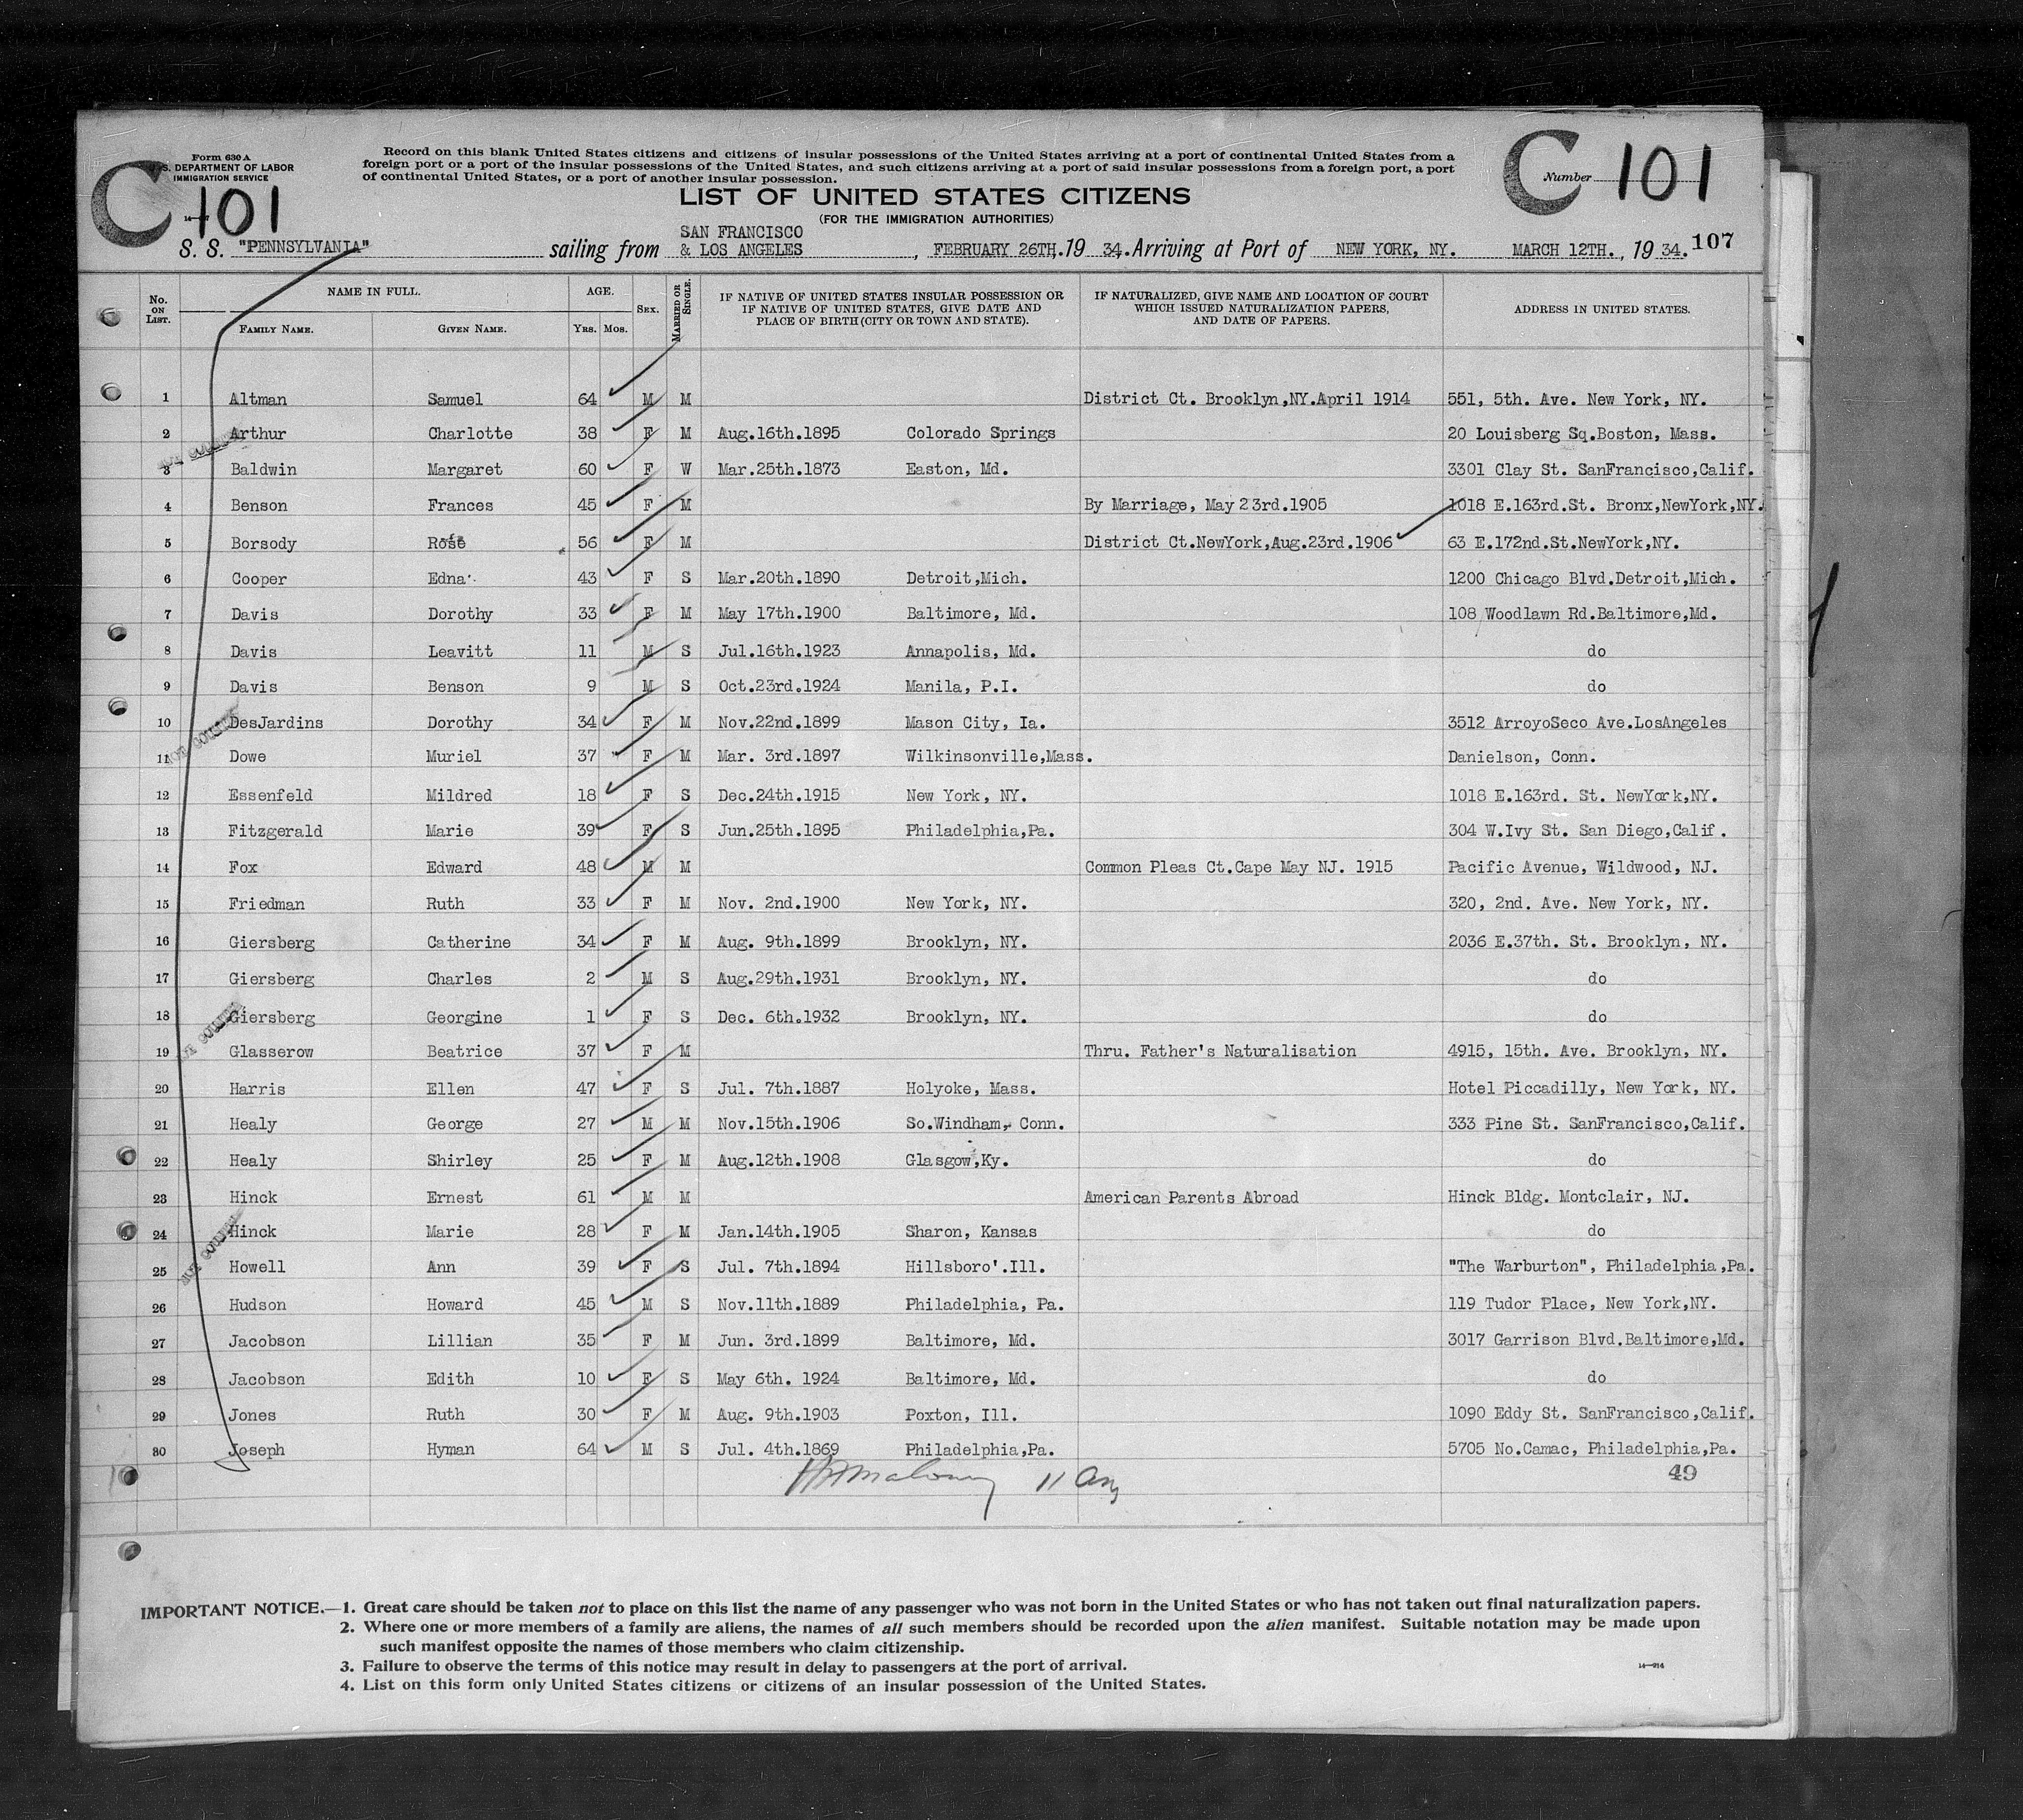 Form 630 A
U. S. DEPARTMENT OF LABOR
IMMIGRATION SERVICE
14—
C 101
Record on this blank United States citizens and citizens of insular possessions of the United States arriving at a port of continental United States from a
foreign port or a port of the insular possessions of the United States, and such citizens arriving at a port of said insular possessions from a foreign port, a port
of continental United States, or a port of another insular possession.
LIST OF UNITED STATES CITIZENS
(FOR THE IMMIGRATION AUTHORITIES)
C Number 101
S. S. "PENNSYLVANIA" sailing from SAN FRANCISCO & LOS ANGELES, FEBRUARY 26TH. 19 34. Arriving at Port of NEW YORK, NY. MARCH 12TH., 19 34. 107
No. ON LIST. NAME IN FULL. FAMILY NAME. GIVEN NAME. AGE. YRS. MOS. SEX. MARRIED OR SINGLE. IF NATIVE OF UNITED STATES INSULAR POSSESSION OR IF NATIVE OF UNITED STATES, GIVE DATE AND PLACE OF BIRTH (CITY OR TOWN AND STATE). IF NATURALIZED, GIVE NAME AND LOCATION OF COURT WHICH ISSUED NATURALIZATION PAPERS, AND DATE OF PAPERS. ADDRESS IN UNITED STATES.
1 Altman Samuel 64 M M District Ct. Brooklyn,NY.April 1914 551, 5th. Ave. New York, NY.
2 Arthur Charlotte 38 F M Aug.16th.1895 Colorado Springs 20 Louisberg Sq.Boston, Mass.
3 Baldwin Margaret 60 F W Mar.25th.1873 Easton, Md. 3301 Clay St. SanFrancisco,Calif.
4 Benson Frances 45 F M By Marriage, May 23rd.1905 1018 E.163rd.St. Bronx,NewYork,NY.
5 Borsody Rose 56 F M District Ct.NewYork,Aug.23rd.1906 63 E.172nd.St.NewYork,NY.
6 Cooper Edna 43 F S Mar.20th.1890 Detroit,Mich. 1200 Chicago Blvd.Detroit,Mich.
7 Davis Dorothy 33 F M May 17th.1900 Baltimore, Md. 108 Woodlawn Rd.Baltimore,Md.
8 Davis Leavitt 11 M S Jul.16th.1923 Annapolis, Md. do
9 Davis Benson 9 M S Oct.23rd.1924 Manila, P.I. do
10 DesJardins Dorothy 34 F M Nov.22nd.1899 Mason City, Ia. 3512 ArroyoSeco Ave.LosAngeles
11 Dowe Muriel 37 F M Mar. 3rd.1897 Wilkinsonville,Mass. Danielson, Conn.
12 Essenfeld Mildred 18 F S Dec.24th.1915 New York, NY. 1018 E.163rd. St. NewYork,NY.
13 Fitzgerald Marie 39 F S Jun.25th.1895 Philadelphia,Pa. 304 W.Ivy St. San Diego,Calif.
14 Fox Edward 48 M M Common Pleas Ct.Cape May NJ. 1915 Pacific Avenue, Wildwood, NJ.
15 Friedman Ruth 33 F M Nov. 2nd.1900 New York, NY. 320, 2nd. Ave. New York, NY.
16 Giersberg Catherine 34 F M Aug. 9th.1899 Brooklyn, NY. 2036 E.37th. St. Brooklyn, NY.
17 Giersberg Charles 2 M S Aug.29th.1931 Brooklyn, NY. do
18 Giersberg Georgine 1 F S Dec. 6th.1932 Brooklyn, NY. do
19 Glasserow Beatrice 37 F M Thru. Father's Naturalisation 4915, 15th. Ave. Brooklyn, NY.
20 Harris Ellen 47 F S Jul. 7th.1887 Holyoke, Mass. Hotel Piccadilly, New York, NY.
21 Healy George 27 M M Nov.15th.1906 So.Windham, Conn. 333 Pine St. SanFrancisco,Calif.
22 Healy Shirley 25 F M Aug.12th.1908 Glasgow,Ky. do
23 Hinck Ernest 61 M M American Parents Abroad Hinck Bldg. Montclair, NJ.
24 Hinck Marie 28 F M Jan.14th.1905 Sharon, Kansas do
25 Howell Ann 39 F S Jul. 7th.1894 Hillsboro'.Ill. "The Warburton", Philadelphia,Pa.
26 Hudson Howard 45 M S Nov.11th.1889 Philadelphia, Pa. 119 Tudor Place, New York,NY.
27 Jacobson Lillian 35 F M Jun. 3rd.1899 Baltimore, Md. 3017 Garrison Blvd.Baltimore,Md.
28 Jacobson Edith 10 F S May 6th. 1924 Baltimore, Md. do
29 Jones Ruth 30 F M Aug. 9th.1903 Poxton, Ill. 1090 Eddy St. SanFrancisco,Calif.
30 Joseph Hyman 64 M S Jul. 4th.1869 Philadelphia,Pa. 5705 No.Camac, Philadelphia,Pa.
11 49
IMPORTANT NOTICE.—1. Great care should be taken not to place on this list the name of any passenger who was not born in the United States or who has not taken out final naturalization papers.
2. Where one or more members of a family are aliens, the names of all such members should be recorded upon the alien manifest. Suitable notation may be made upon
such manifest opposite the names of those members who claim citizenship.
3. Failure to observe the terms of this notice may result in delay to passengers at the port of arrival.
4. List on this form only United States citizens or citizens of an insular possession of the United States.